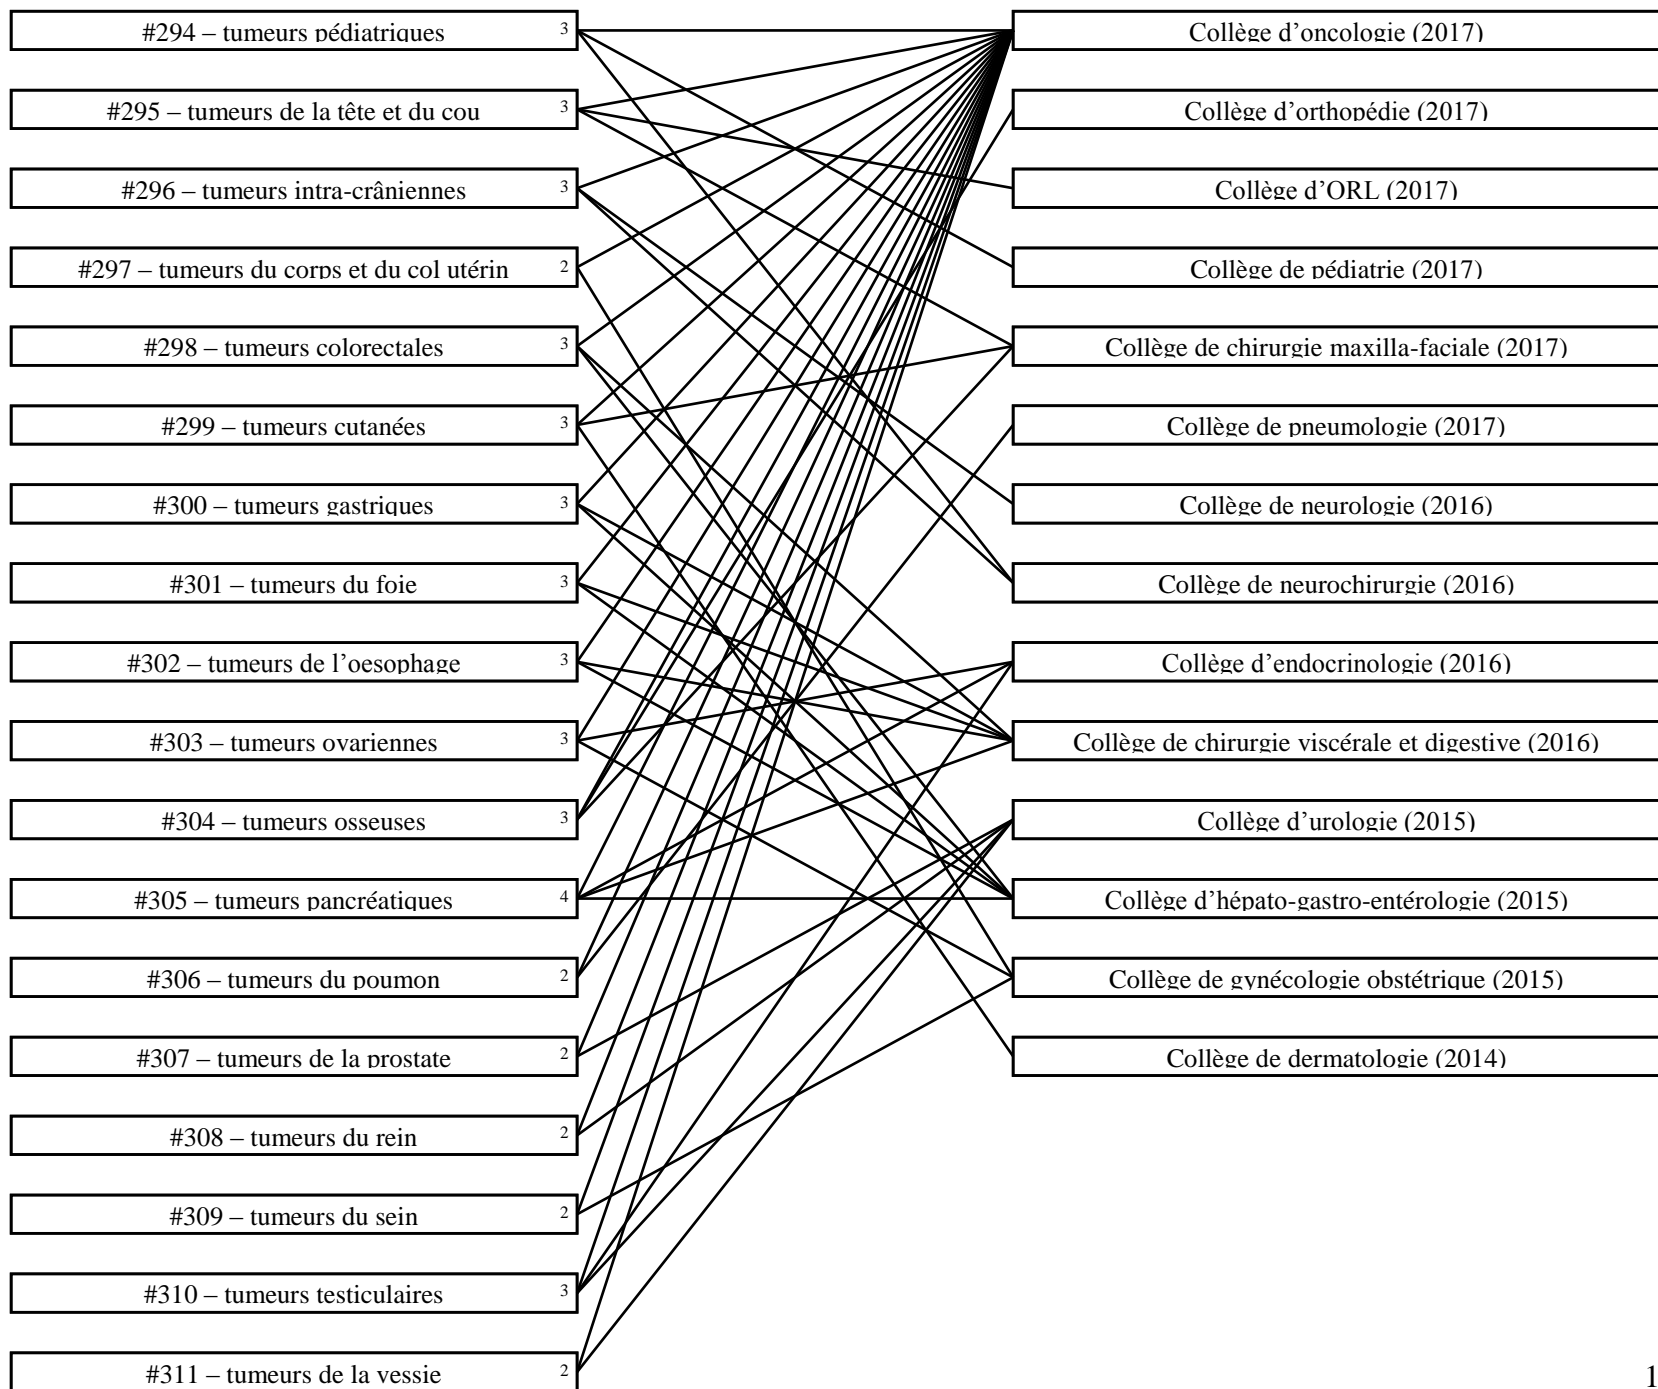 #294 – tumeurs pédiatriques 3
Collège d’oncologie (2017)
#295 – tumeurs de la tête et du cou 3
Collège d’orthopédie (2017)
#296 – tumeurs intra-crâniennes 3
Collège d’ORL (2017)
#297 – tumeurs du corps et du col utérin 2
Collège de pédiatrie (2017)
#298 – tumeurs colorectales 3
Collège de chirurgie maxilla-faciale (2017)
#299 – tumeurs cutanées 3
Collège de pneumologie (2017)
#300 – tumeurs gastriques 3
Collège de neurologie (2016)
#301 – tumeurs du foie 3
Collège de neurochirurgie (2016)
#302 – tumeurs de l’oesophage 3
Collège d’endocrinologie (2016)
#303 – tumeurs ovariennes 3
Collège de chirurgie viscérale et digestive (2016)
#304 – tumeurs osseuses 3
Collège d’urologie (2015)
#305 – tumeurs pancréatiques 4
Collège d’hépato-gastro-entérologie (2015)
#306 – tumeurs du poumon 2
Collège de gynécologie obstétrique (2015)
#307 – tumeurs de la prostate 2
Collège de dermatologie (2014)
#308 – tumeurs du rein 2
#309 – tumeurs du sein 2
#310 – tumeurs testiculaires 3
#311 – tumeurs de la vessie 2
1